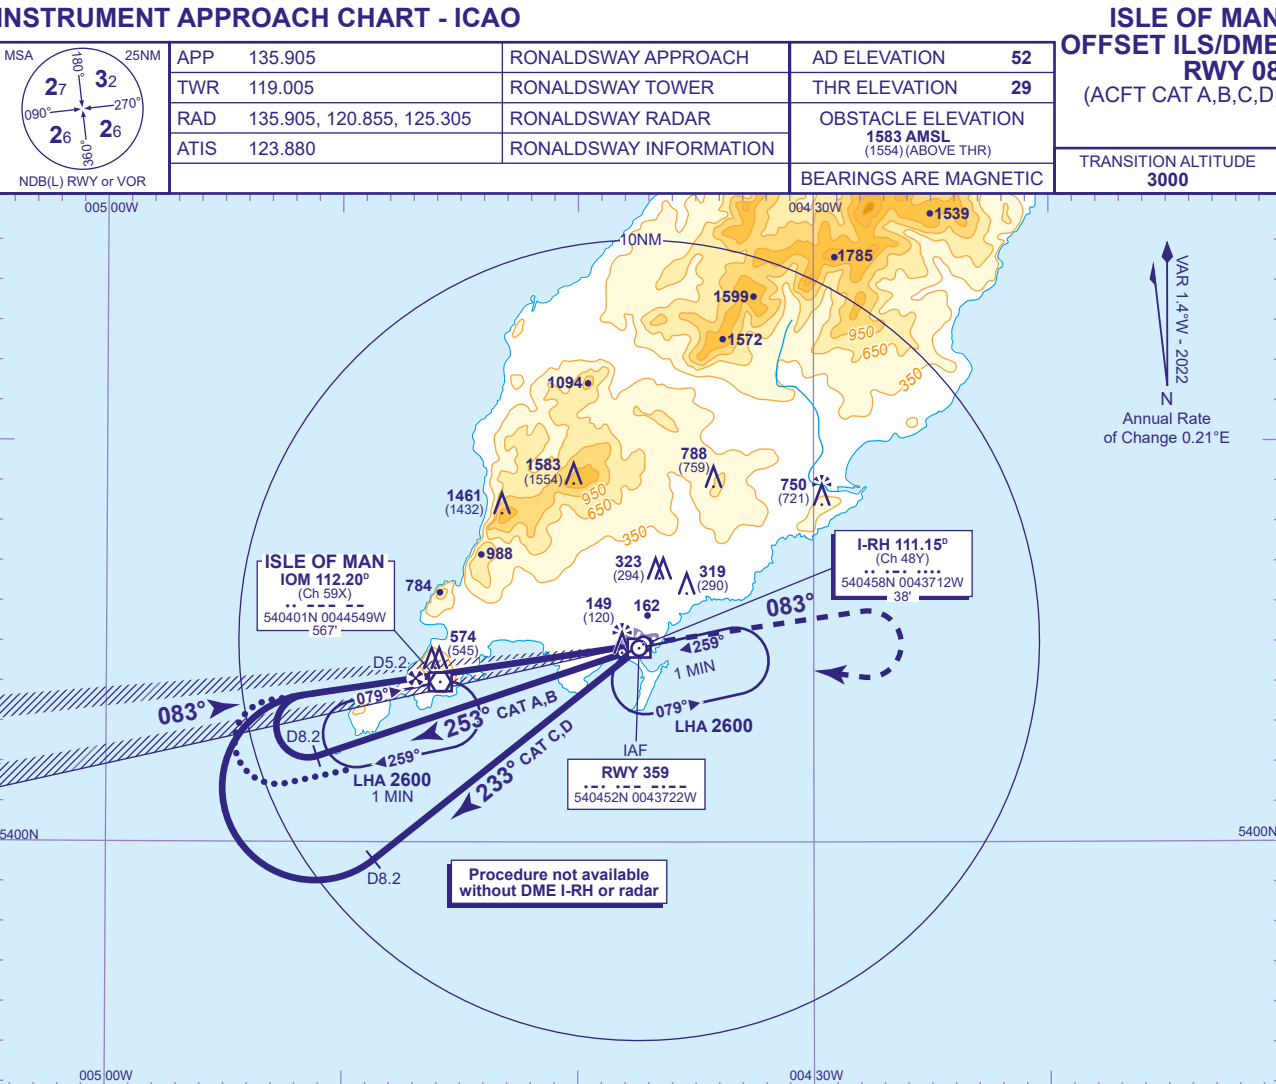 INSTRUMENT APPROACH CHART - ICAO
ISLE OF MAN
OFFSET ILS/DME
RWY 08
(ACFT CAT A,B,C,D
TRANSITION ALTITUDE
3000
MSA
25NM
180°
27
32
090°
270°
26
26
360°
NDB(L) RWY or VOR
APP 135.905 RONALDSWAY APPROACH
TWR 119.005 RONALDSWAY TOWER
RAD 135.905, 120.855, 125.305 RONALDSWAY RADAR
ATIS 123.880 RONALDSWAY INFORMATION
AD ELEVATION 52
THR ELEVATION 29
OBSTACLE ELEVATION
1583 AMSL
(1554) (ABOVE THR)
BEARINGS ARE MAGNETIC
005 00W
004 30W
1539
10NM
1785
1599
1572
950
650
350
1094
VAR 1.4°W - 2022
N
Annual Rate
of Change 0.21°E
1583
(1554)
788
(759)
750
(721)
1461
(1432)
950
650
350
988
784
323
(294)
319
(290)
149
(120)
162
574
(545)
ISLE OF MAN
IOM 112.20D
(Ch 59X)
540401N 0044549W
567'
I-RH 111.15D
(Ch 48Y)
540458N 0043712W
38'
083°
259°
1 MIN
079°
LHA 2600
D5.2
083°
079°
D8.2
253° CAT A,B
259°
LHA 2600
1 MIN
233° CAT C,D
IAF
RWY 359
540452N 0043722W
5400N
5400N
D8.2
Procedure not available
without DME I-RH or radar
005 00W
004 30W